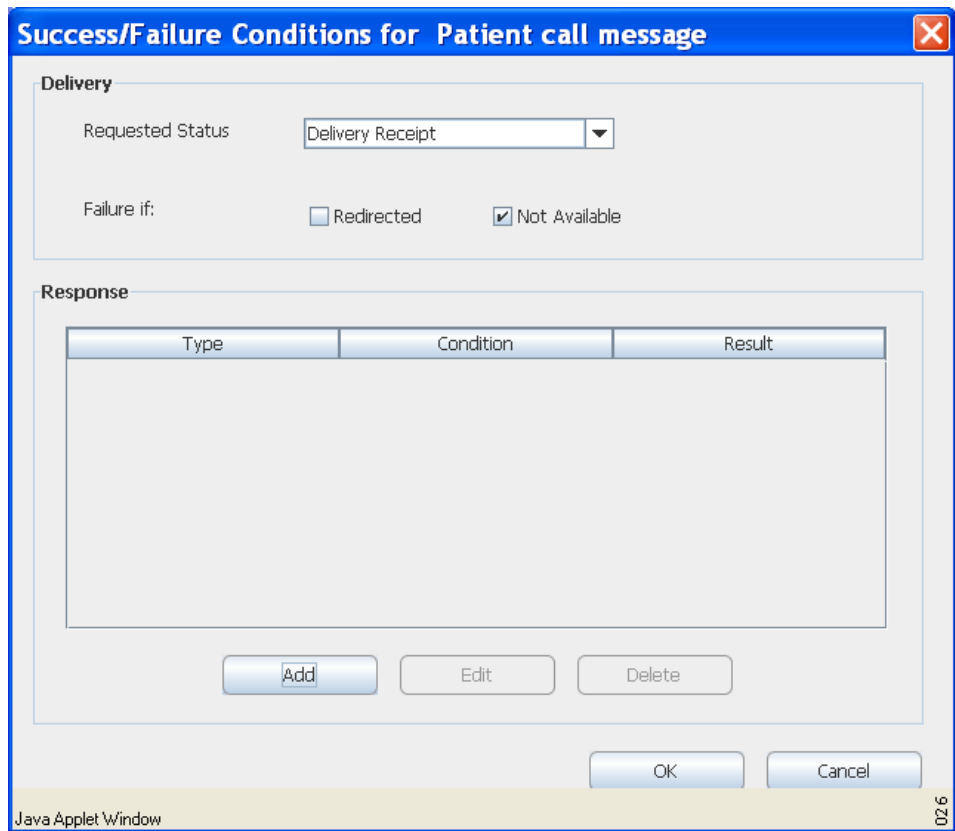 Success/Failure Conditions for Patient call message
Delivery
Requested Status Delivery Receipt
Failure if: Redirected Not Available
Response
Type Condition Result
Add Edit Delete
OK Cancel
Java Applet Window
026